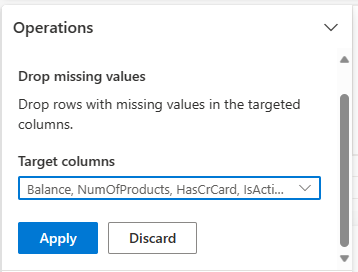 Operations
Drop missing values
Drop rows with missing values in the targeted
columns.
Target columns
Balance, NumOfProducts, HasCrCard, IsActi...
Apply Discard